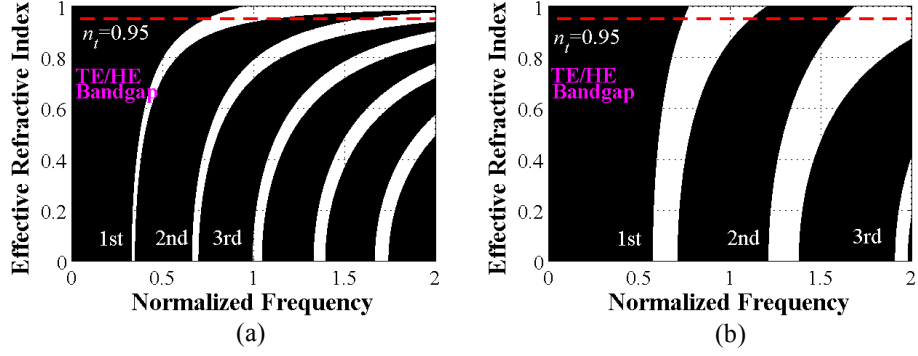 Effective Refractive Index
1
0.8
0.6
0.4
0.2
0
n_t=0.95
TE/HE
Bandgap
1st
2nd
3rd
0
0.5
1
1.5
2
Normalized Frequency
(a)
Effective Refractive Index
1
0.8
0.6
0.4
0.2
0
n_t=0.95
TE/HE
Bandgap
1st
2nd
3rd
0
0.5
1
1.5
2
Normalized Frequency
(b)